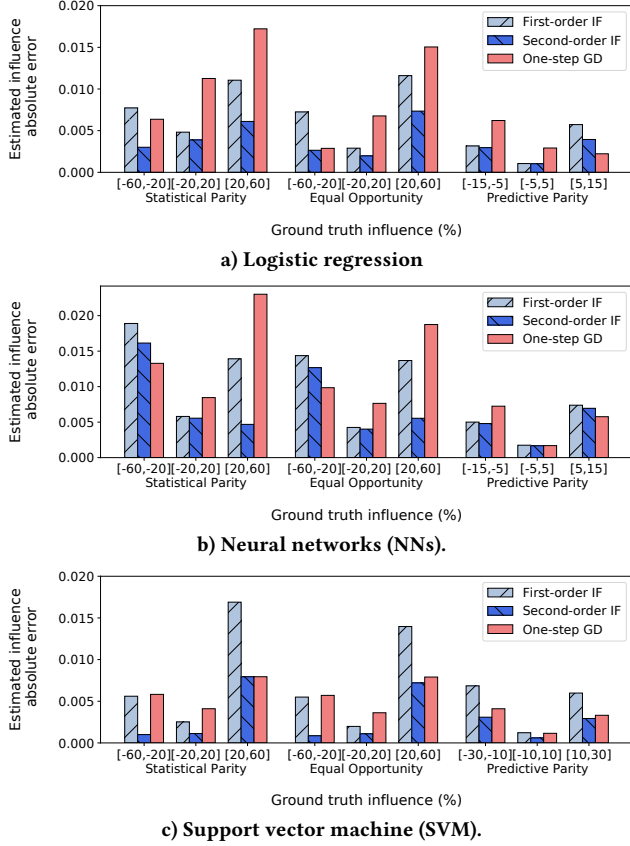 Estimated influence
absolute error
0.020
0.015
0.010
0.005
0.000
First-order IF
Second-order IF
One-step GD
[-60,-20] [-20,20] [20,60] [-60,-20] [-20,20] [20,60] [-15,-5] [-5,5] [5,15]
Statistical Parity Equal Opportunity Predictive Parity
Ground truth influence (%)
a) Logistic regression
Estimated influence
absolute error
0.020
0.015
0.010
0.005
0.000
First-order IF
Second-order IF
One-step GD
[-60,-20] [-20,20] [20,60] [-60,-20] [-20,20] [20,60] [-15,-5] [-5,5] [5,15]
Statistical Parity Equal Opportunity Predictive Parity
Ground truth influence (%)
b) Neural networks (NNs).
Estimated influence
absolute error
0.020
0.015
0.010
0.005
0.000
First-order IF
Second-order IF
One-step GD
[-60,-20] [-20,20] [20,60] [-60,-20] [-20,20] [20,60] [-30,-10] [-10,10] [10,30]
Statistical Parity Equal Opportunity Predictive Parity
Ground truth influence (%)
c) Support vector machine (SVM).